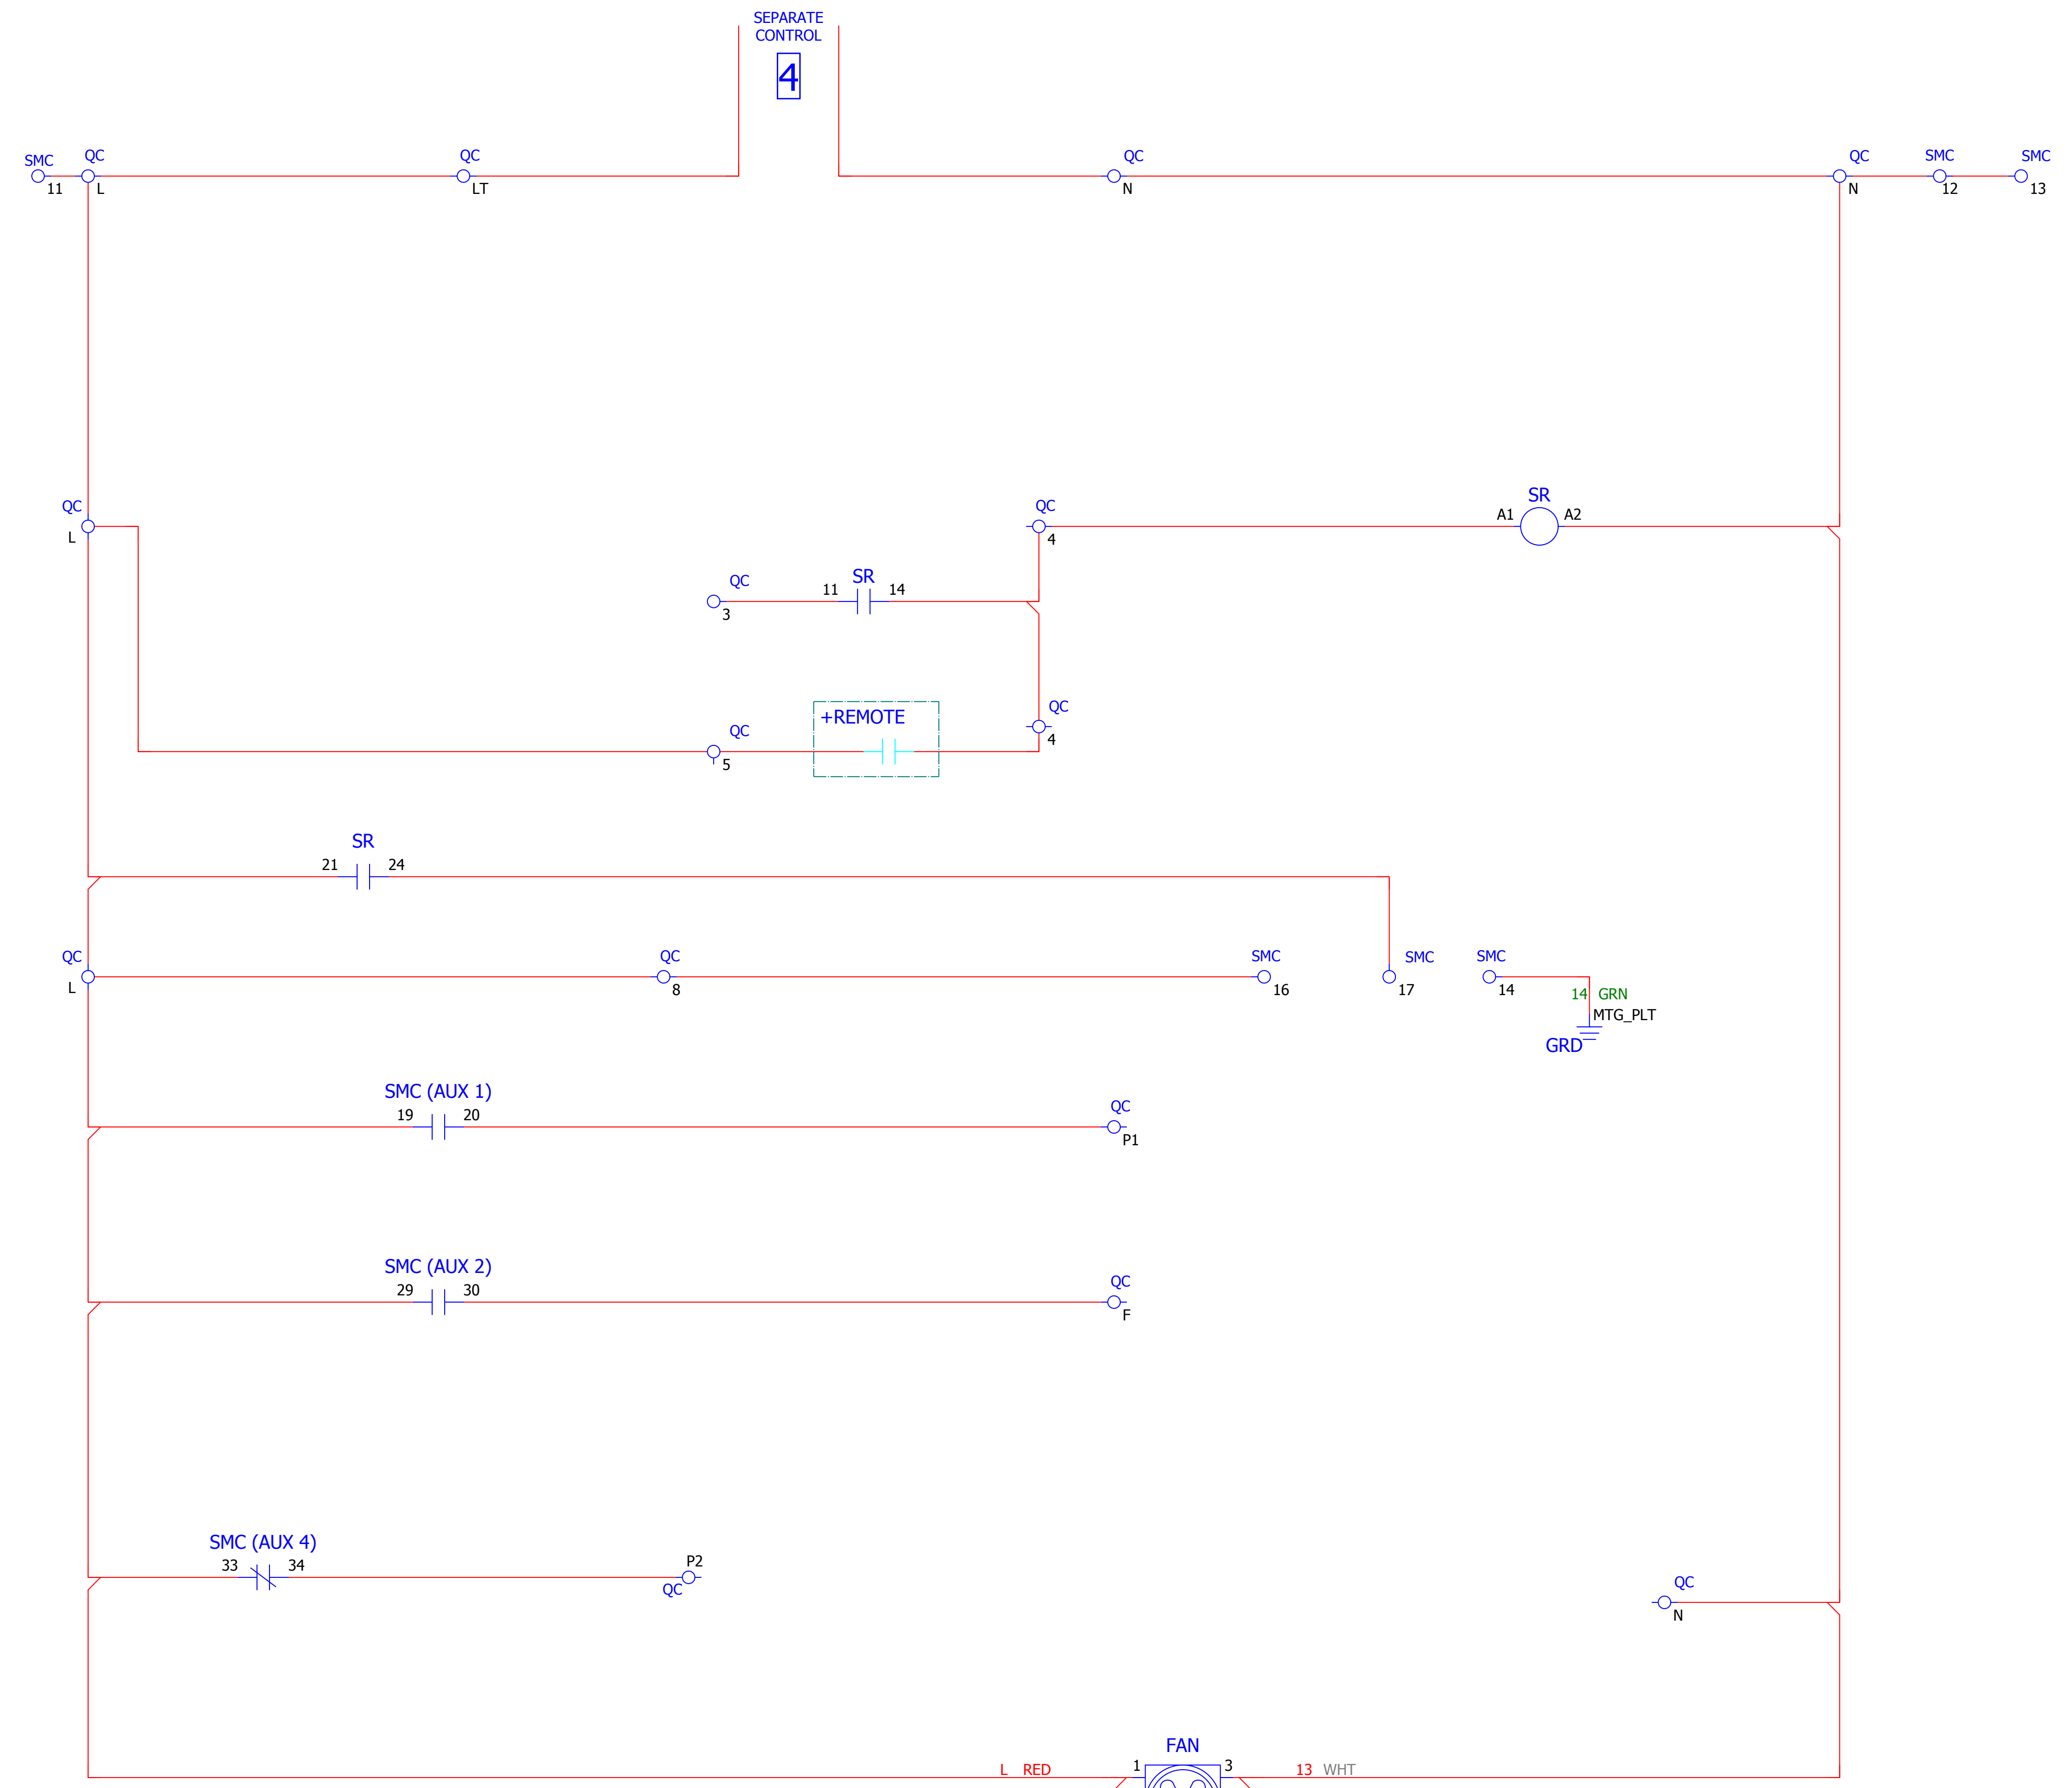 SEPARATE
CONTROL
4
SMC
11
QC
L
QC
LT
QC
N
QC
N
SMC
12
SMC
13
QC
L
QC
4
SR
A1 A2
QC
3
SR
11 14
QC
5
+REMOTE
QC
4
SR
21 24
QC
L
QC
8
SMC
16
SMC
17
SMC
14
14 GRN
MTG_PLT
GRD
SMC (AUX 1)
19 20
QC
P1
SMC (AUX 2)
29 30
QC
F
SMC (AUX 4)
33 34
P2
QC
QC
N
FAN
L RED
1 3
13 WHT